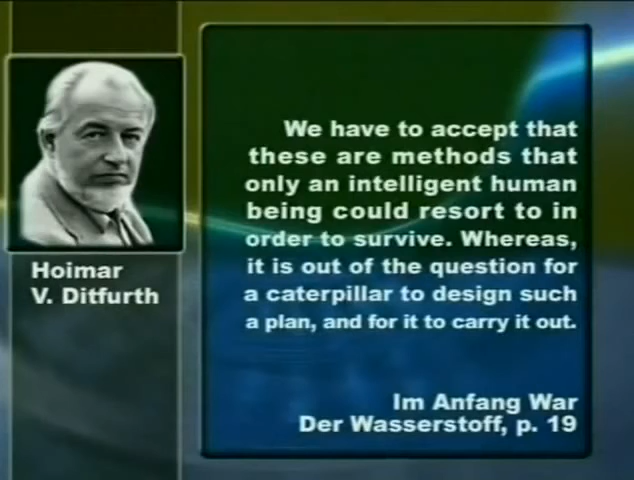 We have to accept that
these are methods that
only an intelligent human
being could resort to in
order to survive. Whereas,
it is out of the question for
a caterpillar to design such
a plan, and for it to carry it out.
Im Anfang War
Der Wasserstoff, p. 19
Hoimar
V. Ditfurth